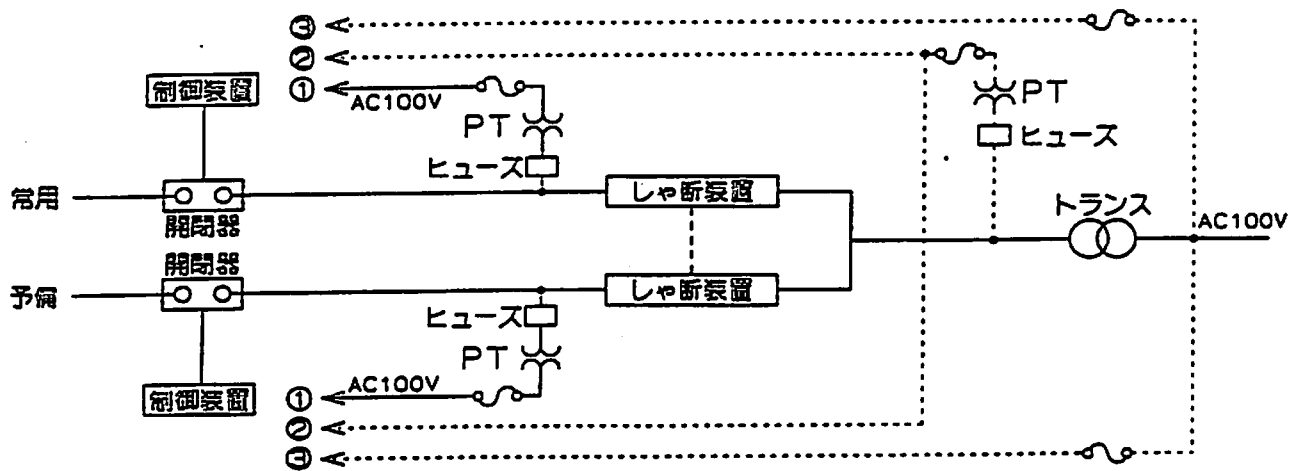 ③
②
①
AC100V
制御装置
PT
ヒューズ
PT
ヒューズ
常用
開閉器
しゃ断装置
トランス
AC100V
開閉器
予備
しゃ断装置
ヒューズ
PT
制御装置
①
AC100V
②
③